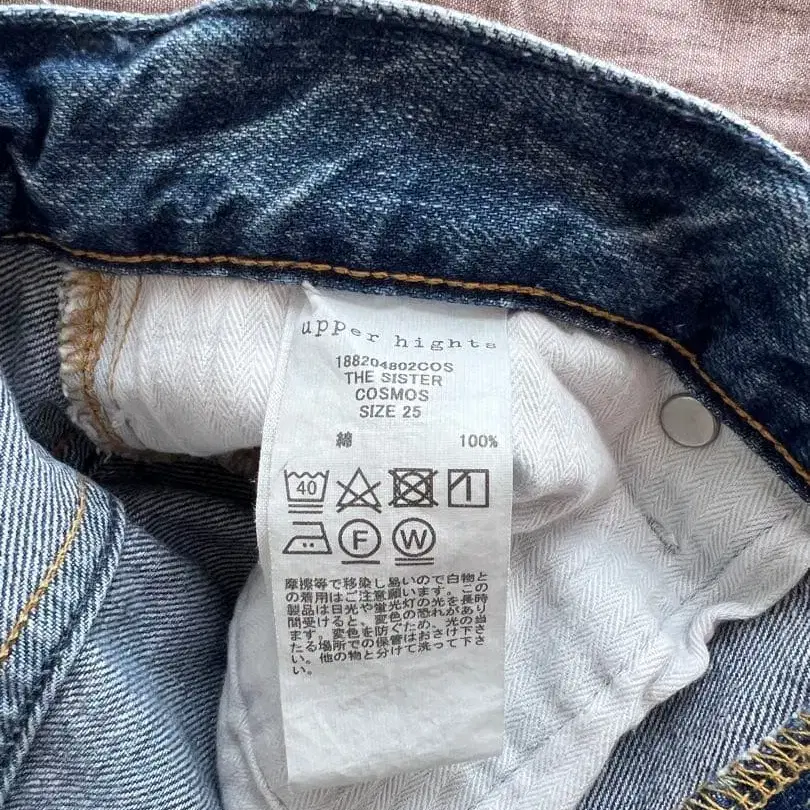 upper hights
188204802COS
THE SISTER
COSMOS
SIZE 25
綿 100%
40
F W
摩擦等で移染し易いので白物と
の着用はご注意願います。この
製品は日光や蛍光灯の光を長時
間受けると、変色の恐れがあり
ます。変色を防ぐため、光の当
たる場所での保管はおさけ下さ
い。他の物と分けて洗って下さ
い。